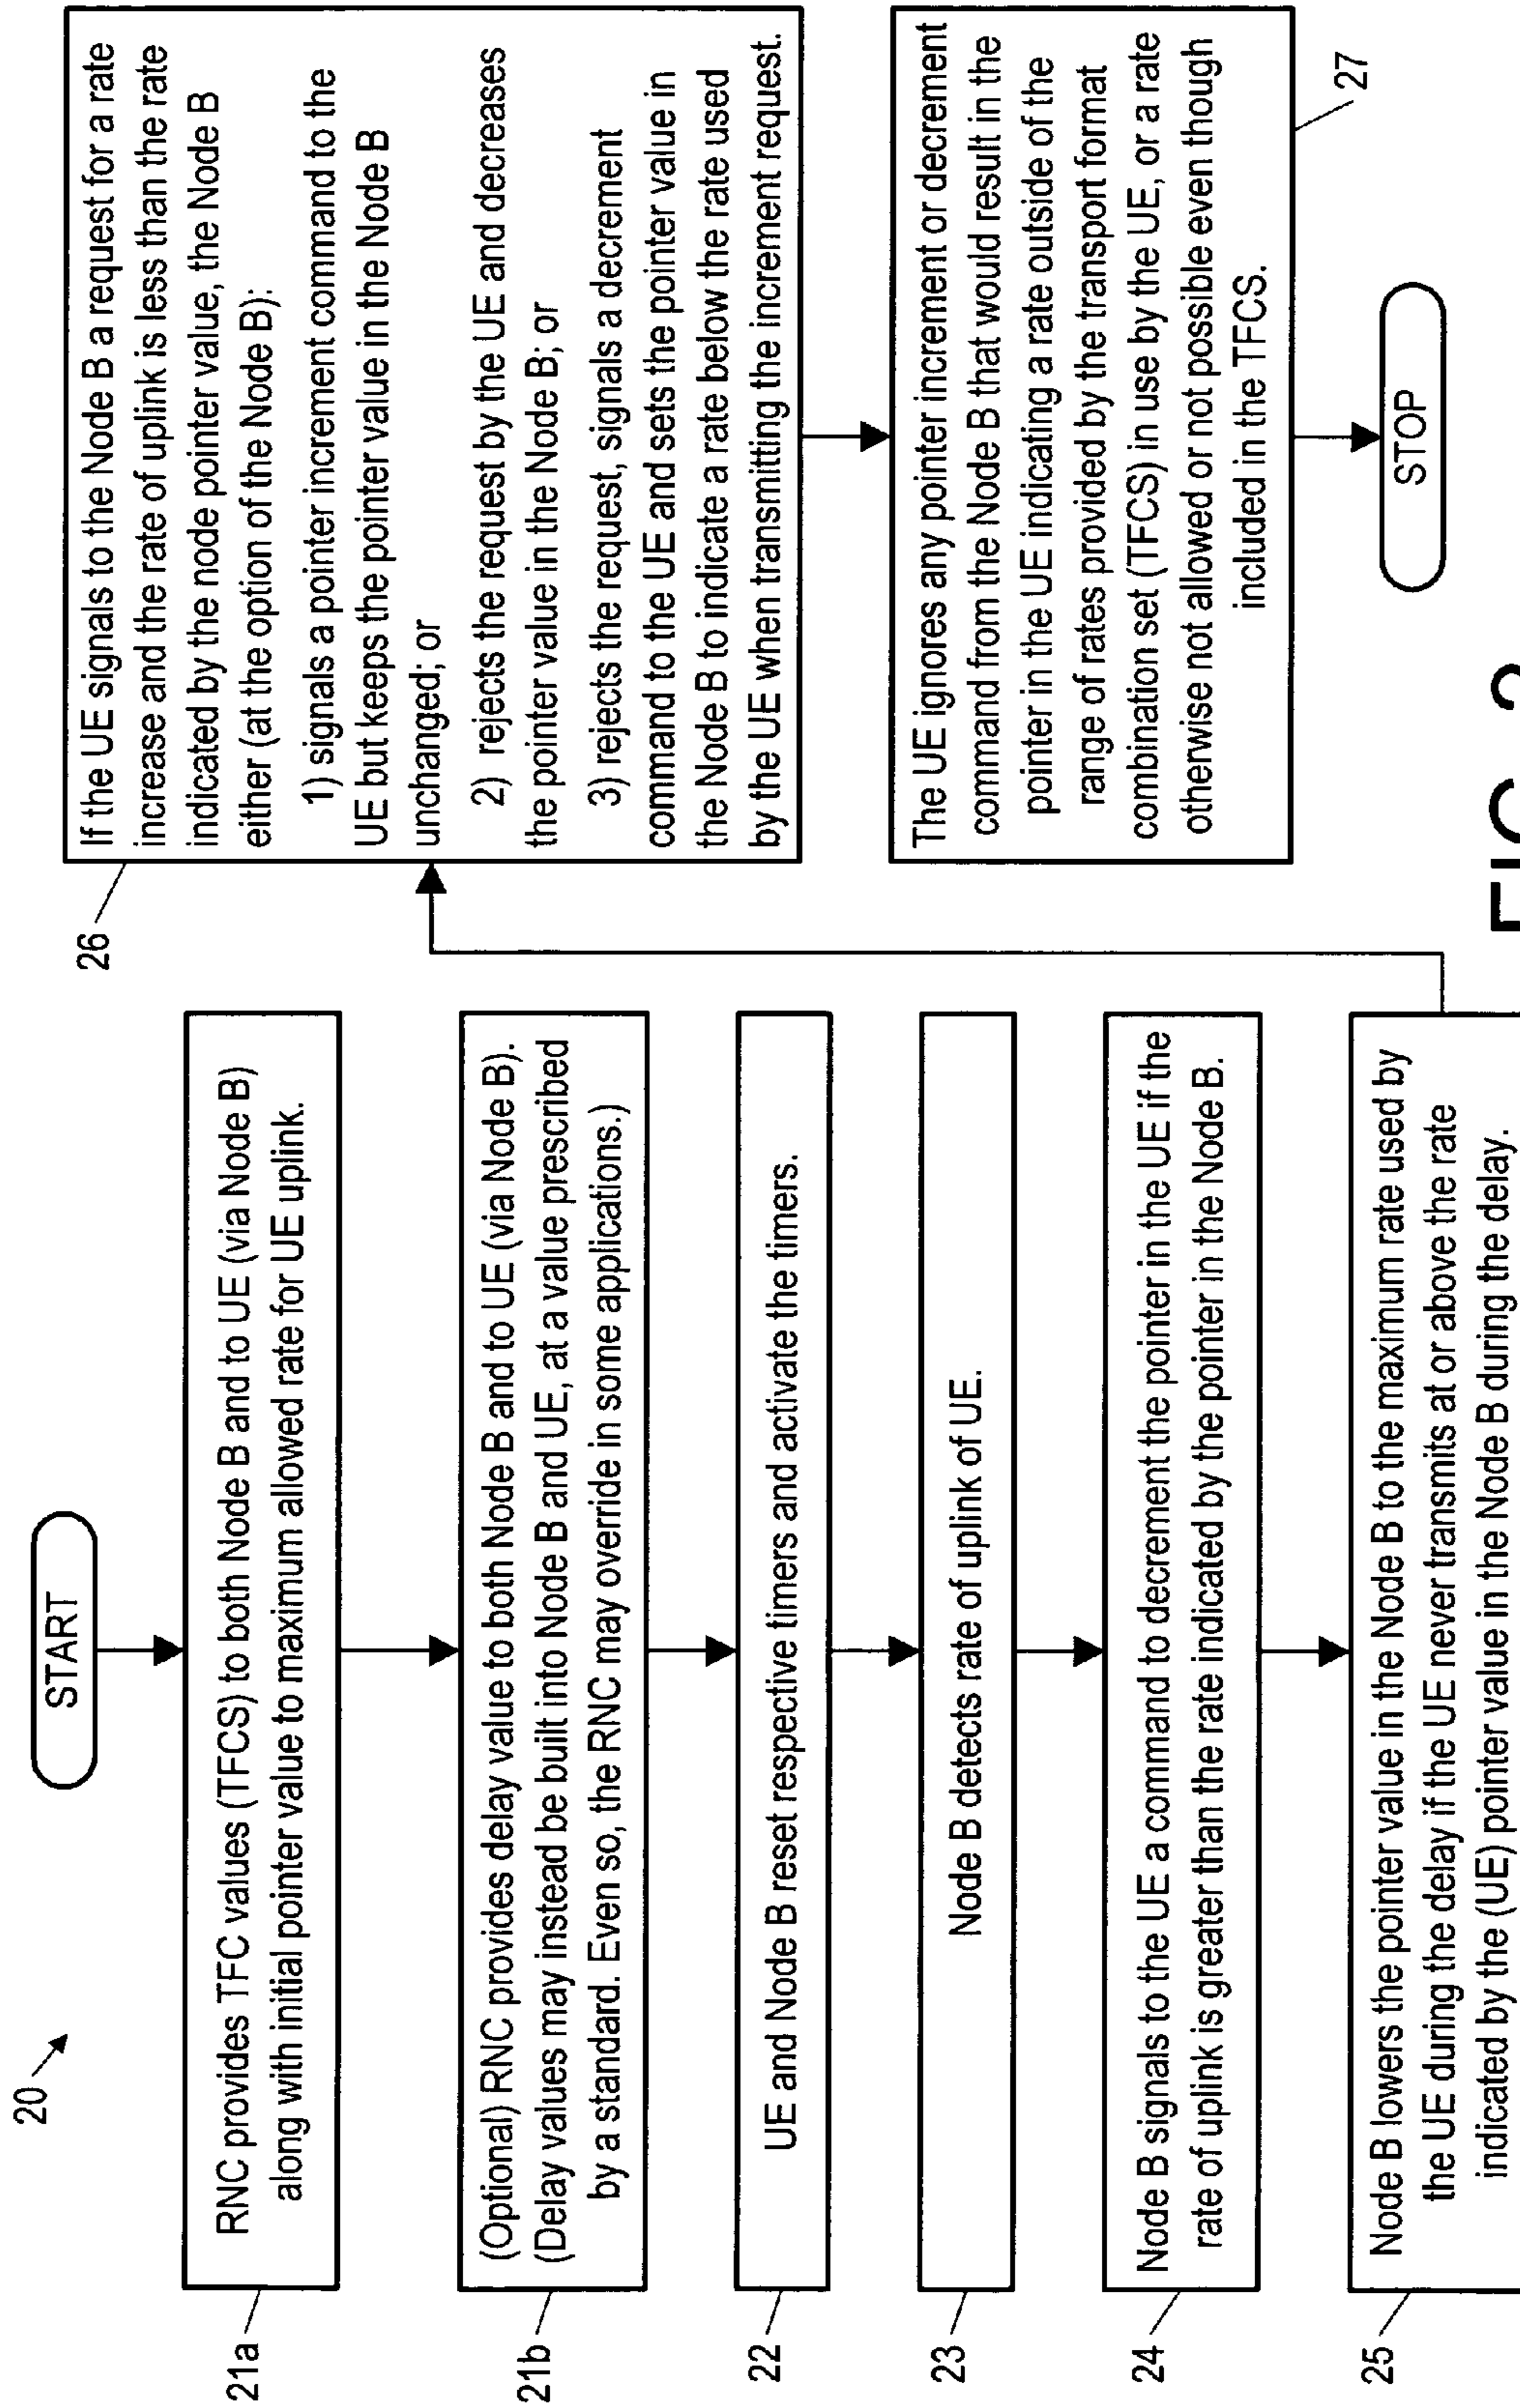 20
START
21a
RNC provides TFC values (TFCS) to both Node B and to UE (via Node B)
along with initial pointer value to maximum allowed rate for UE uplink.
21b
(Optional) RNC provides delay value to both Node B and to UE (via Node B).
(Delay values may instead be built into Node B and UE, at a value prescribed
by a standard. Even so, the RNC may override in some applications.)
22
UE and Node B reset respective timers and activate the timers.
23
Node B detects rate of uplink of UE.
24
Node B signals to the UE a command to decrement the pointer in the UE if the
rate of uplink is greater than the rate indicated by the pointer in the Node B.
25
Node B lowers the pointer value in the Node B to the maximum rate used by
the UE during the delay if the UE never transmits at or above the rate
indicated by the (UE) pointer value in the Node B during the delay.
26
If the UE signals to the Node B a request for a rate
increase and the rate of uplink is less than the rate
indicated by the node pointer value, the Node B
either (at the option of the Node B):
1) signals a pointer increment command to the
UE but keeps the pointer value in the Node B
unchanged; or
2) rejects the request by the UE and decreases
the pointer value in the Node B; or
3) rejects the request, signals a decrement
command to the UE and sets the pointer value in
the Node B to indicate a rate below the rate used
by the UE when transmitting the increment request.
The UE ignores any pointer increment or decrement
command from the Node B that would result in the
pointer in the UE indicating a rate outside of the
range of rates provided by the transport format
combination set (TFCS) in use by the UE, or a rate
otherwise not allowed or not possible even though
included in the TFCS.
27
STOP